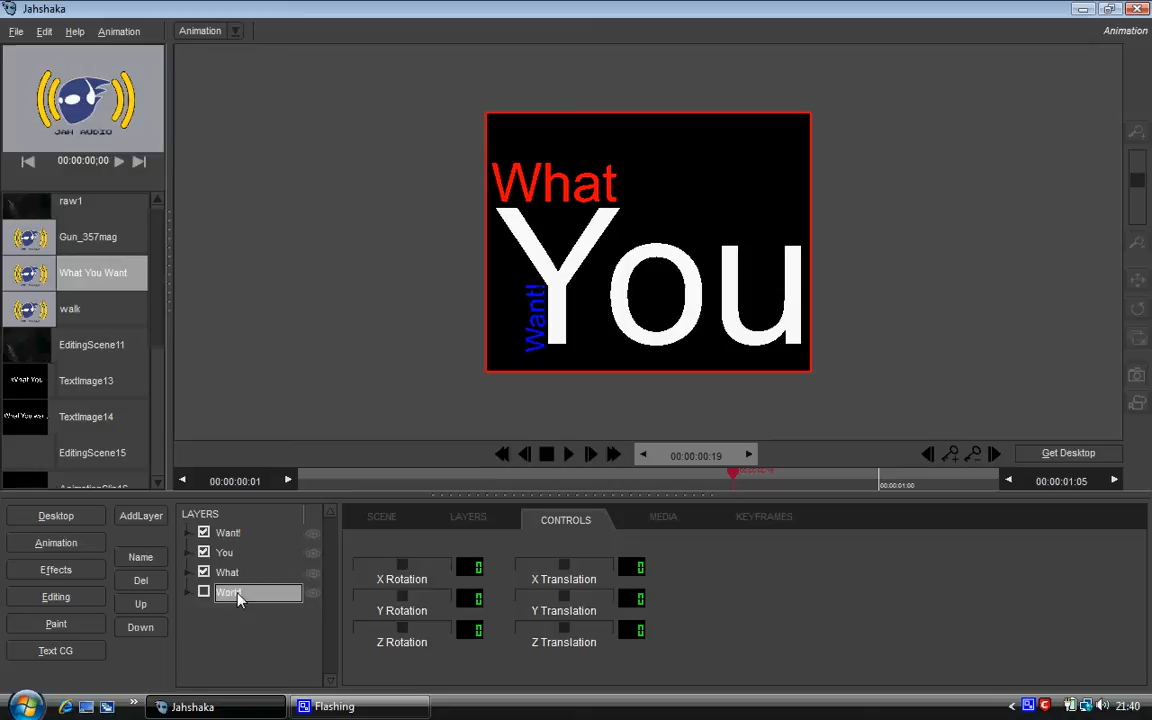 Jahshaka
File Edit Help Animation
Animation
Animation
JAH AUDIO
00:00:00;00
raw1
Gun_357mag
What You Want
walk
EditingScene11
What You
TextImage13
TextImage14
EditingScene15
What
You
Want!
00:00:00:19
Get Desktop
00:00:00:01
00:00:01:00
00:00:01:05
Desktop
Animation
Effects
Editing
Paint
Text CG
AddLayer
Name
Del
Up
Down
LAYERS
Want!
You
What
SCENE LAYERS CONTROLS MEDIA KEYFRAMES
X Rotation 0 X Translation 0
Y Rotation 0 Y Translation 0
Z Rotation 0 Z Translation 0
Jahshaka
Flashing
21:40